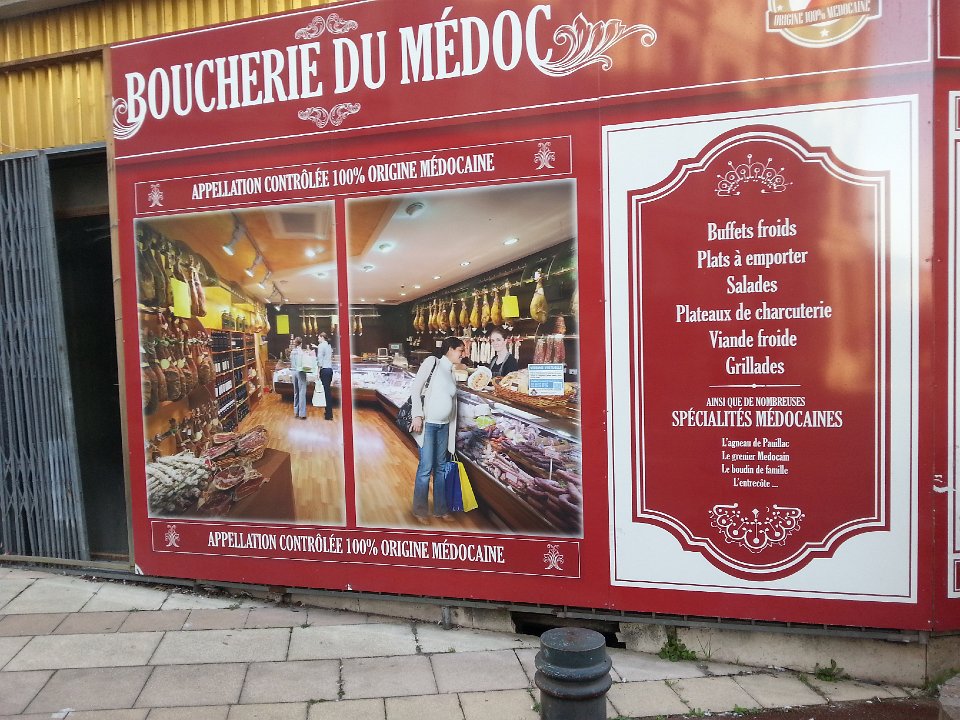 ORIGINE 100% MEDOCAINE
BOUCHERIE DU MÉDOC
APPELLATION CONTRÔLÉE 100% ORIGINE MÉDOCAINE
APPELLATION CONTRÔLÉE 100% ORIGINE MÉDOCAINE
Buffets froids
Plats à emporter
Salades
Plateaux de charcuterie
Viande froide
Grillades
AINSI QUE DE NOMBREUSES
SPÉCIALITÉS MÉDOCAINES
L'agneau de Pauillac
Le grenier Medocain
Le boudin de famille
L'entrecôte ...